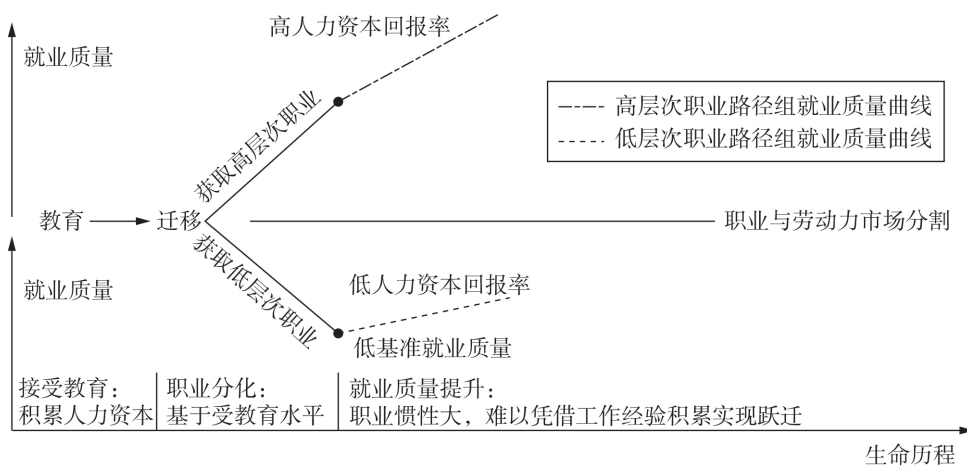 高人力资本回报率
就业质量
高层次职业路径组就业质量曲线
低层次职业路径组就业质量曲线
获取高层次职业
教育
迁移
职业与劳动力市场分割
获取低层次职业
就业质量
低人力资本回报率
低基准就业质量
接受教育：
积累人力资本
职业分化：
基于受教育水平
就业质量提升：
职业惯性大，难以凭借工作经验积累实现跃迁
生命历程